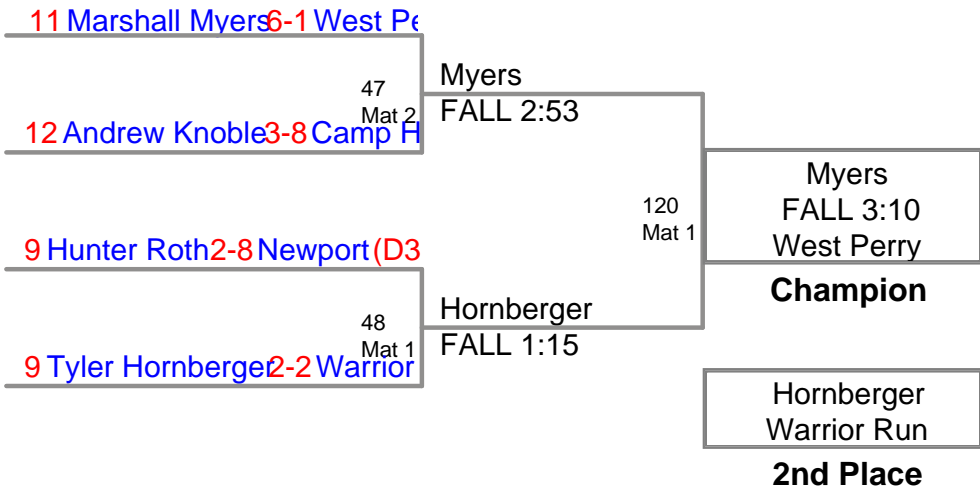 11 Marshall Myers 6-1 West Pe
47
Mat 2
Myers
FALL 2:53
12 Andrew Knoble 3-8 Camp H
9 Hunter Roth 2-8 Newport (D3
48
Mat 1
Hornberger
FALL 1:15
9 Tyler Hornberger 2-2 Warrior
120
Mat 1
Myers
FALL 3:10
West Perry
Champion
Hornberger
Warrior Run
2nd Place